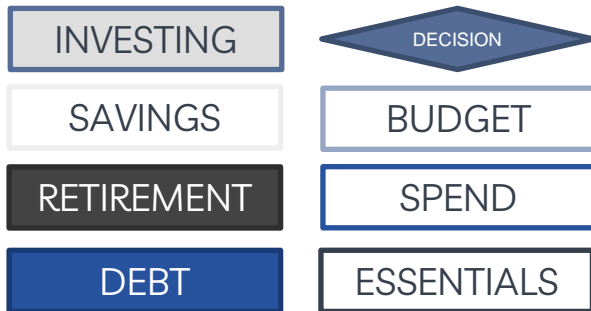 INVESTING
DECISION
SAVINGS
BUDGET
RETIREMENT
SPEND
DEBT
ESSENTIALS